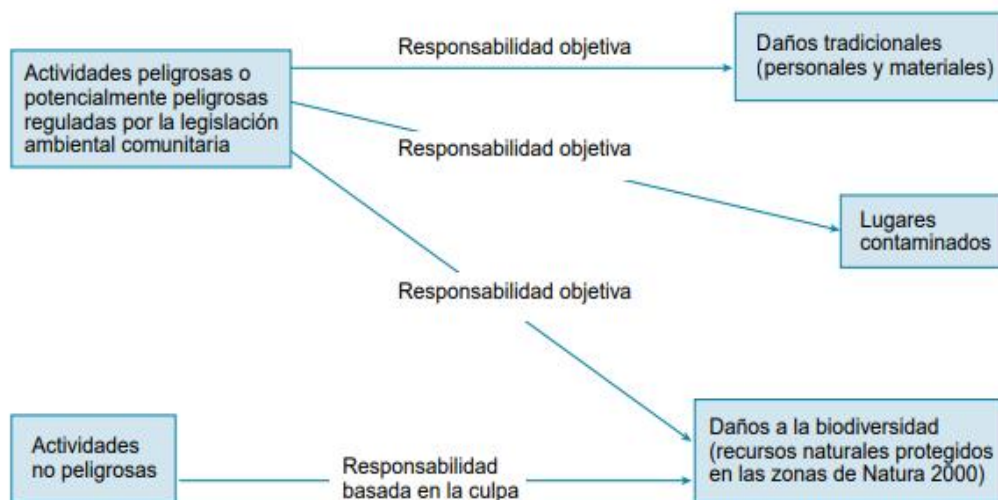 Responsabilidad objetiva
Daños tradicionales
(personales y materiales)
Actividades peligrosas o
potencialmente peligrosas
reguladas por la legislación
ambiental comunitaria
Responsabilidad objetiva
Lugares
contaminados
Responsabilidad objetiva
Daños a la biodiversidad
(recursos naturales protegidos
en las zonas de Natura 2000)
Actividades
no peligrosas
Responsabilidad
basada en la culpa